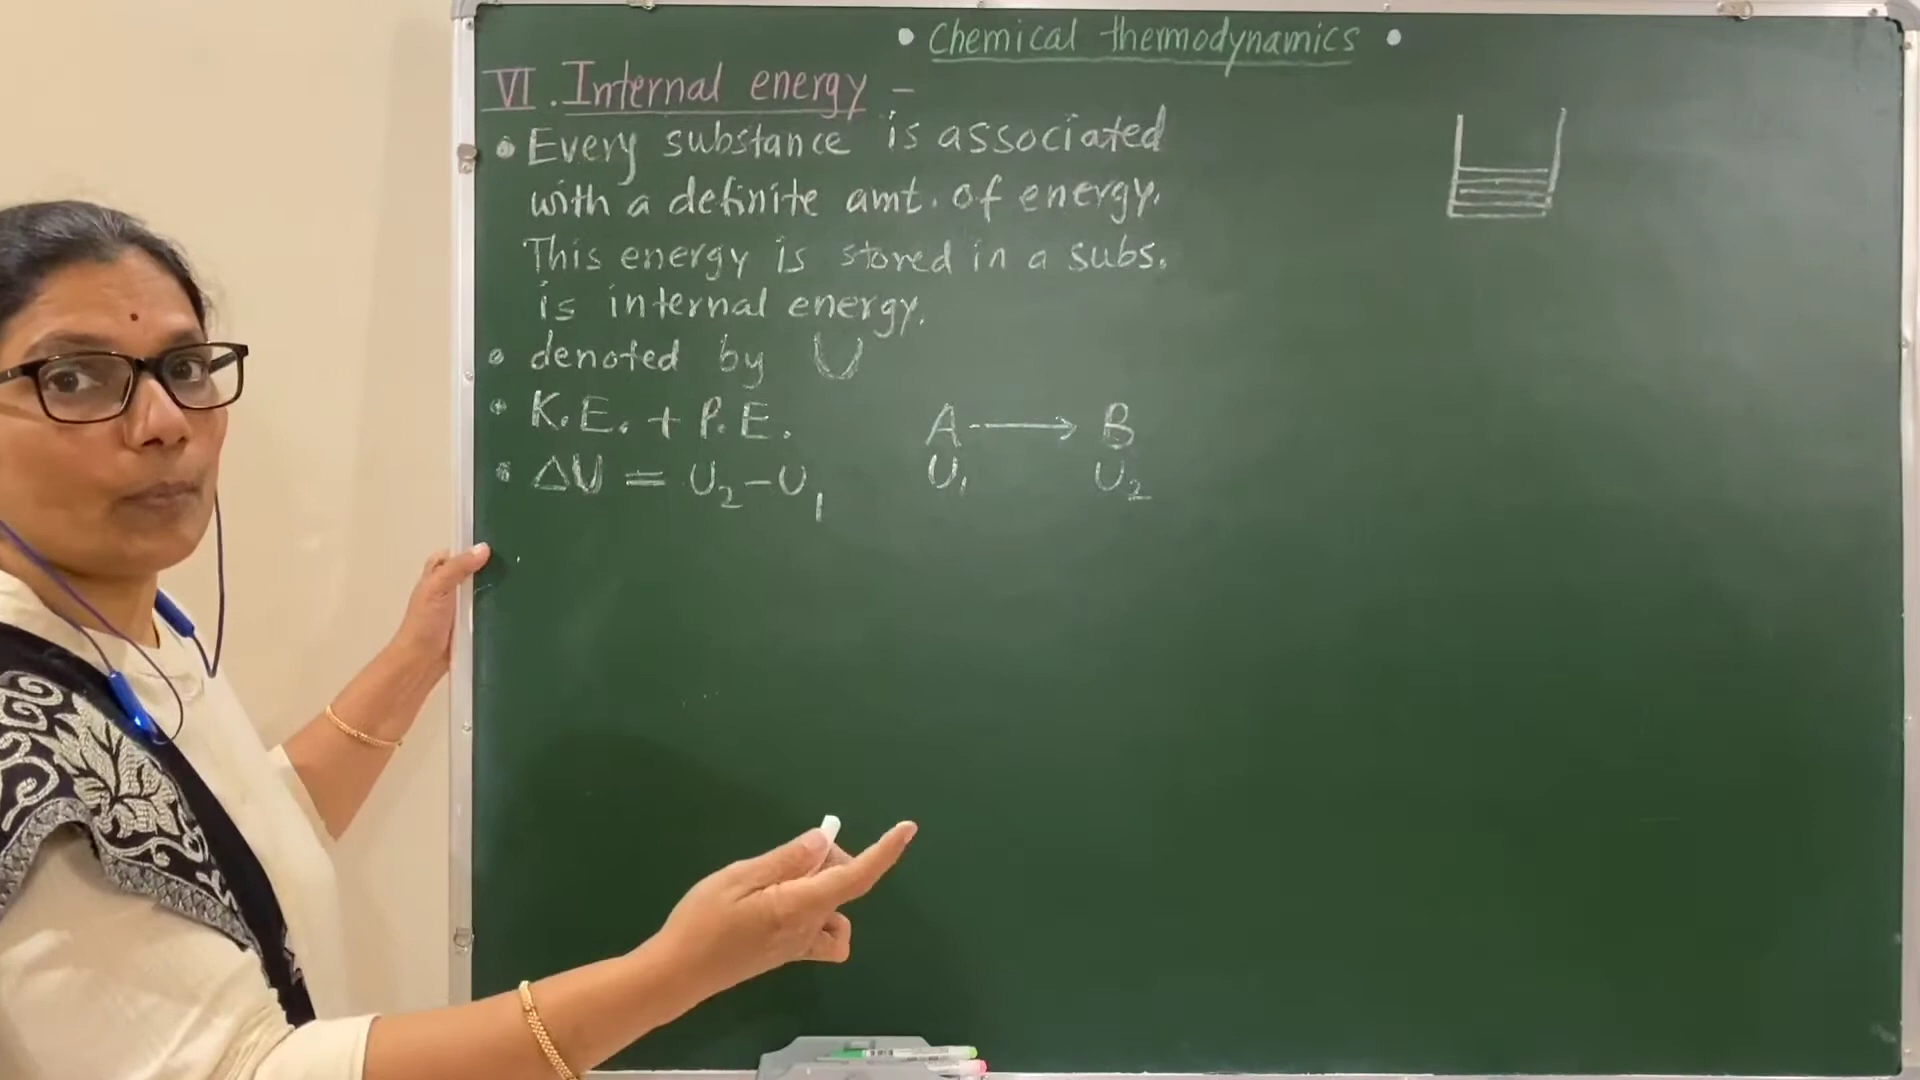 • Chemical thermodynamics •
VI. Internal energy –
• Every substance is associated
with a definite amt. of energy.
This energy is stored in a subs.
is internal energy.
• denoted by U
• K.E. + P.E.
A → B
• ΔU = U₂ – U₁
U₁ U₂